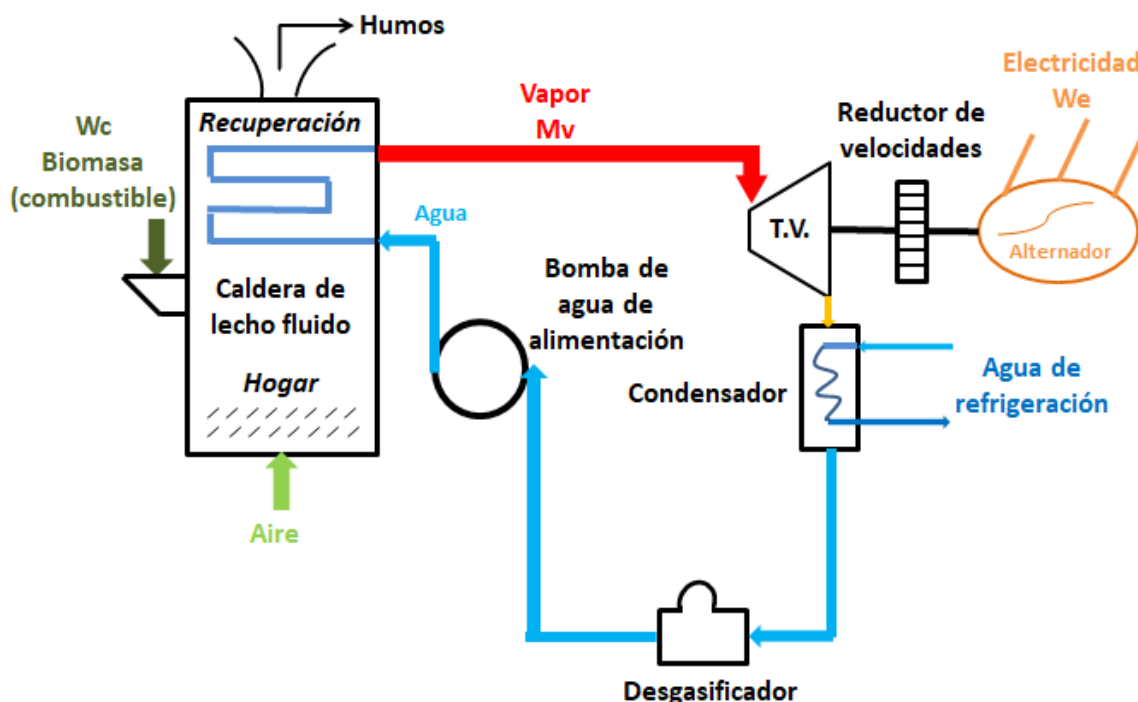 Humos
Recuperación
Wc
Biomasa
(combustible)
Vapor
Mv
Reductor de
velocidades
Electricidad
We
Agua
T.V.
Alternador
Caldera de
lecho fluido
Bomba de
agua de
alimentación
Hogar
Condensador
Agua de
refrigeración
Aire
Desgasificador